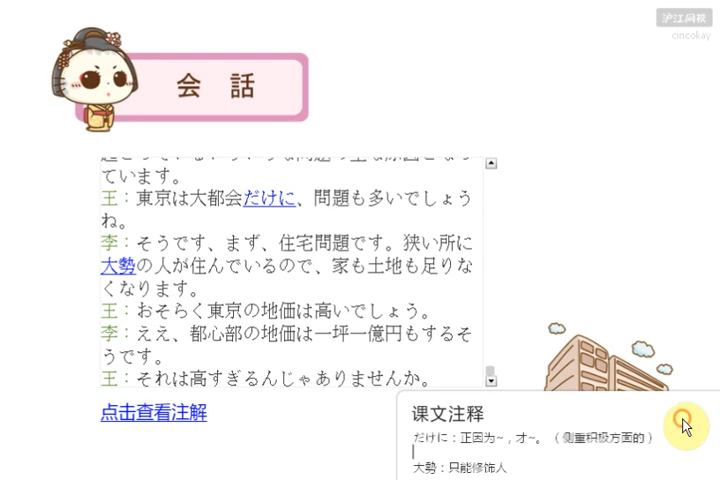 沪江网校
cincokay
会 話
ています。
王：東京は大都会だけに、問題も多いでしょう
ね。
李：そうです、まず、住宅問題です。狭い所に
大勢の人が住んでいるので、家も土地も足りな
くなります。
王：おそらく東京の地価は高いでしょう。
李：ええ、都心部の地価は一坪一億円もするそ
うです。
王：それは高すぎるんじゃありませんか。
点击查看注解
课文注释
だけに：正因为~，才~。（侧重积极方面的）
大勢：只能修饰人